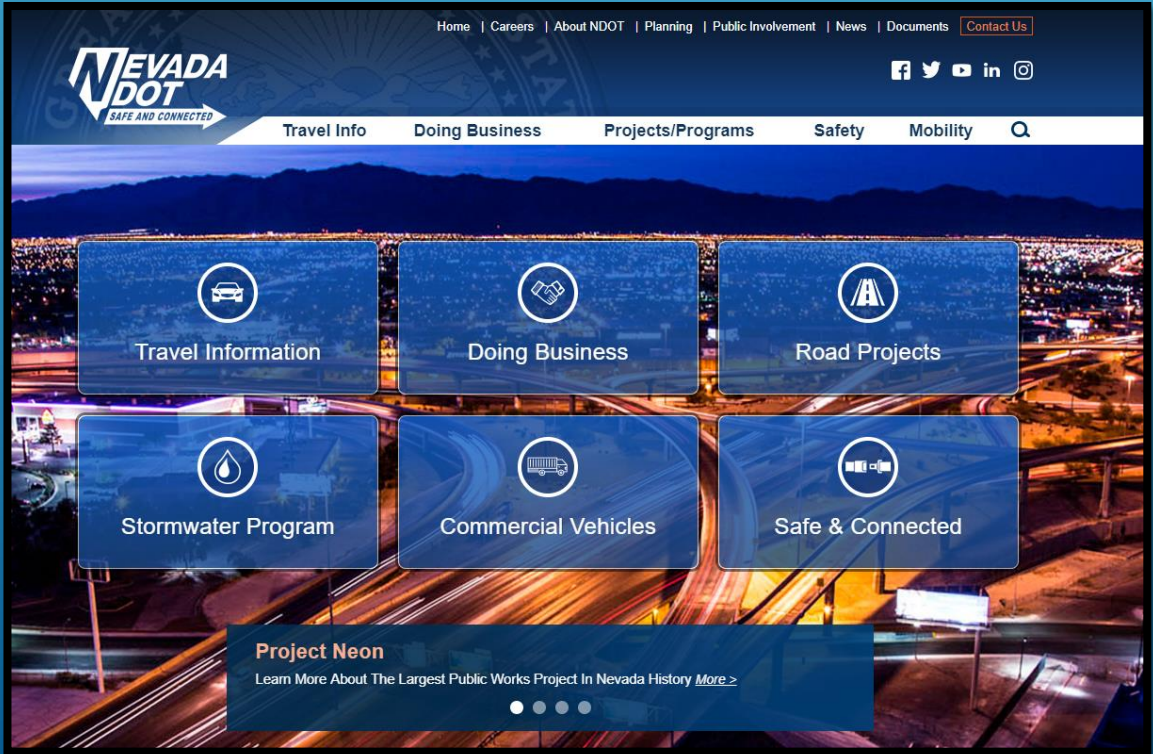 Home | Careers | About NDOT | Planning | Public Involvement | News | Documents Contact Us
NEVADA
DOT
SAFE AND CONNECTED
Travel Info Doing Business Projects/Programs Safety Mobility
Travel Information Doing Business Road Projects
Stormwater Program Commercial Vehicles Safe & Connected
Project Neon
Learn More About The Largest Public Works Project In Nevada History More >